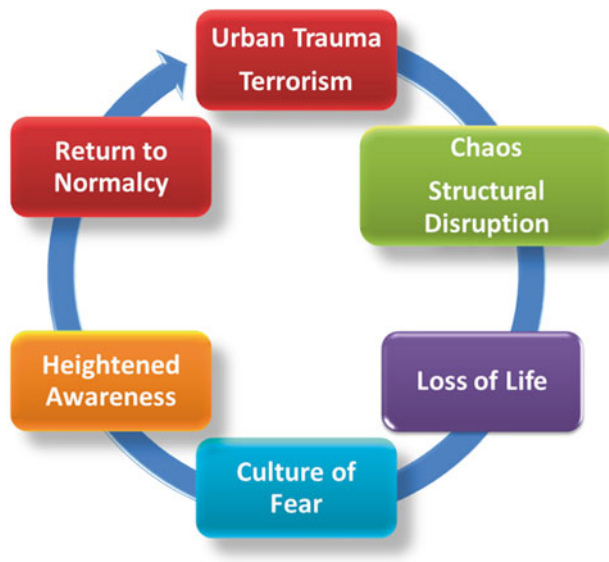 Urban Trauma
Terrorism
Chaos
Structural
Disruption
Loss of Life
Culture of
Fear
Heightened
Awareness
Return to
Normalcy